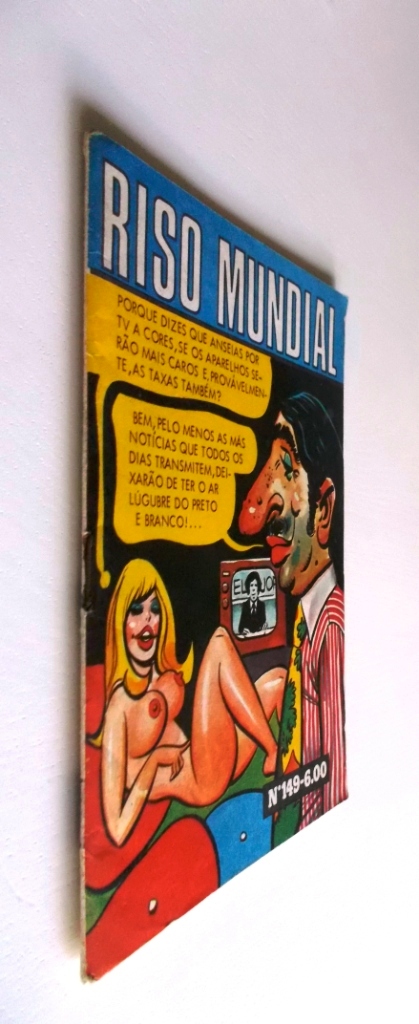 RISO MUNDIAL
PORQUE DIZES QUE ANSEIAS POR
TV A CORES, SE OS APARELHOS SE-
RÃO MAIS CAROS E, PROVÁVELMEN-
TE, AS TAXAS TAMBÉM?
BEM, PELO MENOS AS MÁS
NOTÍCIAS QUE TODOS OS
DIAS TRANSMITEM, DEI-
XARÃO DE TER O AR
LÚGUBRE DO PRETO
E BRANCO!...
Nº149-6.00